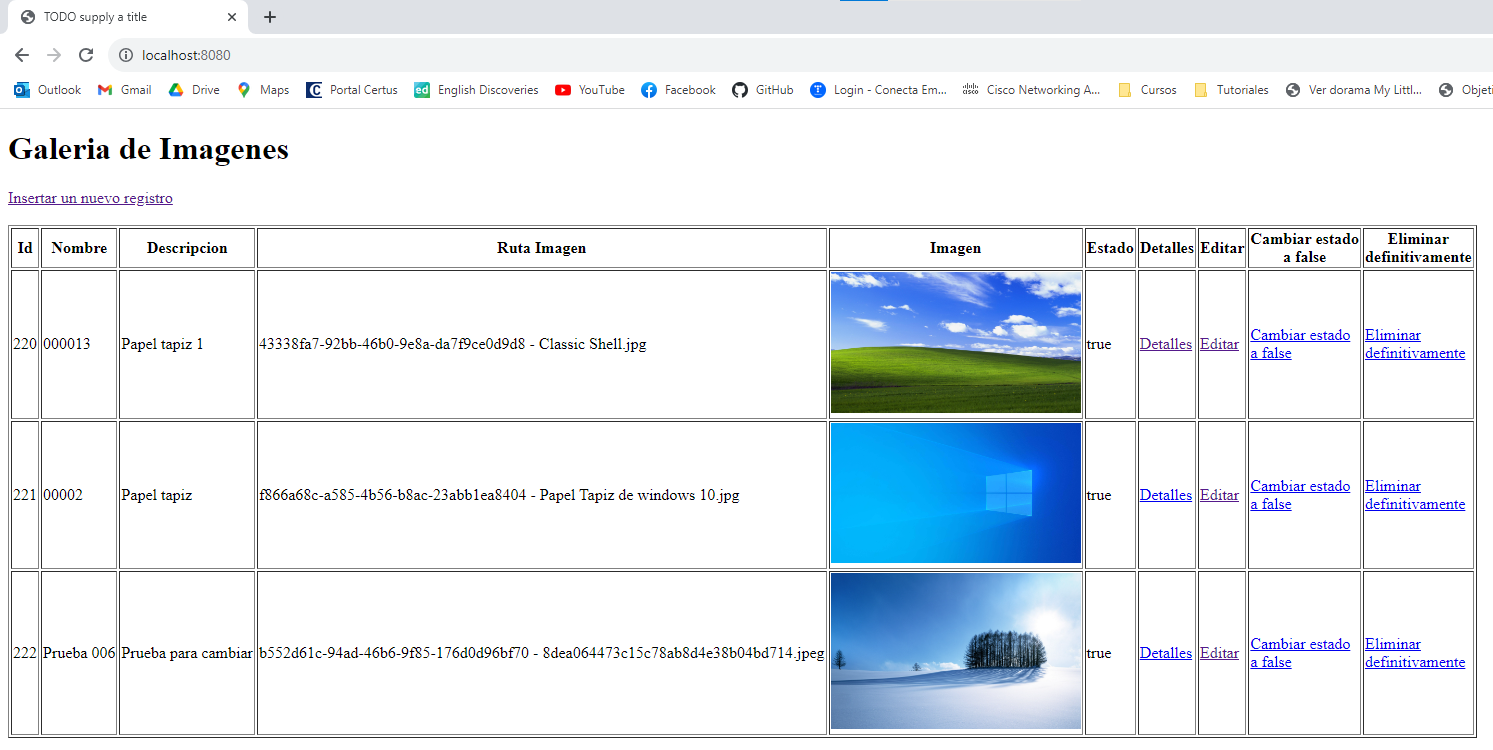 TODO supply a title
localhost:8080
Outlook Gmail Drive Maps Portal Certus ed English Discoveries YouTube Facebook GitHub T Login - Conecta Em... cisco Cisco Networking A... Cursos Tutoriales Ver dorama My Littl... Objeti
Galeria de Imagenes
Insertar un nuevo registro
Id Nombre Descripcion Ruta Imagen Imagen Estado Detalles Editar Cambiar estado Eliminar
a false definitivamente
220 000013 Papel tapiz 1 43338fa7-92bb-46b0-9e8a-da7f9ce0d9d8 - Classic Shell.jpg true Detalles Editar Cambiar estado Eliminar
a false definitivamente
221 00002 Papel tapiz f866a68c-a585-4b56-b8ac-23abb1ea8404 - Papel Tapiz de windows 10.jpg true Detalles Editar Cambiar estado Eliminar
a false definitivamente
222 Prueba 006 Prueba para cambiar b552d61c-94ad-46b6-9f85-176d0d96bf70 - 8dea064473c15c78ab8d4e38b04bd714.jpeg true Detalles Editar Cambiar estado Eliminar
a false definitivamente